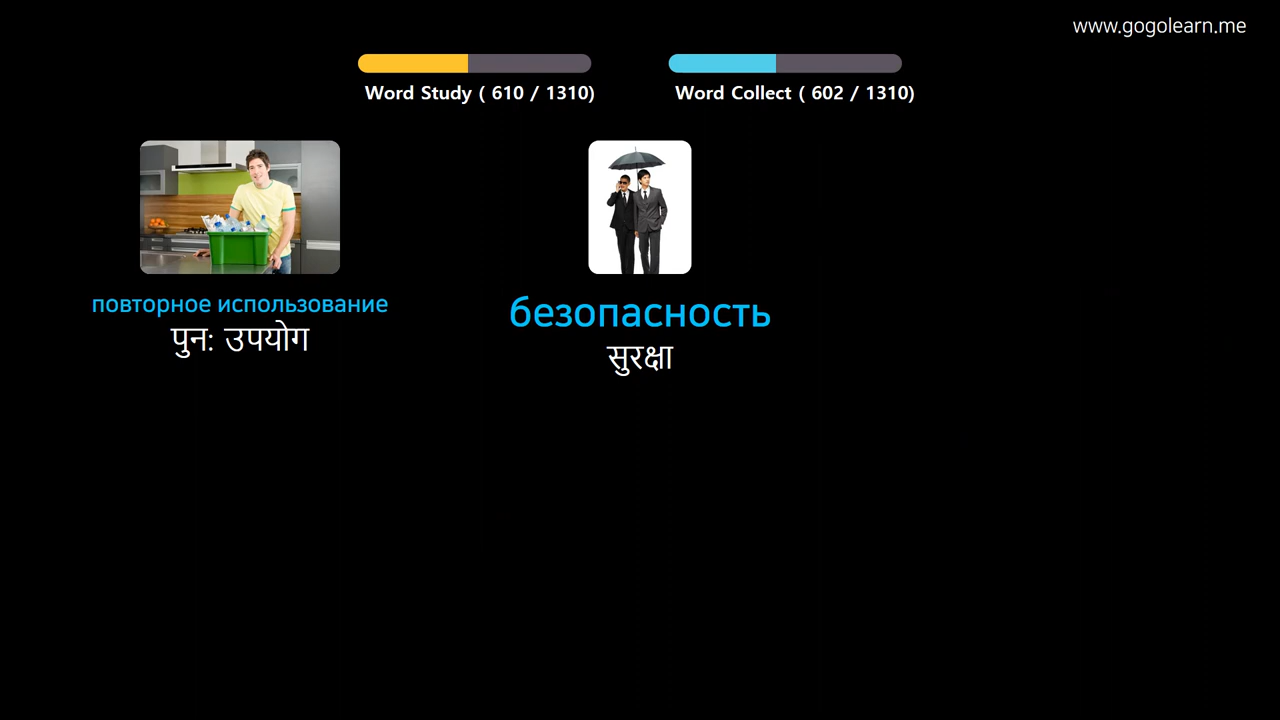 www.gogolearn.me
Word Study ( 610 / 1310)
Word Collect ( 602 / 1310)
повторное использование
पुन: उपयोग
безопасность
सुरक्षा